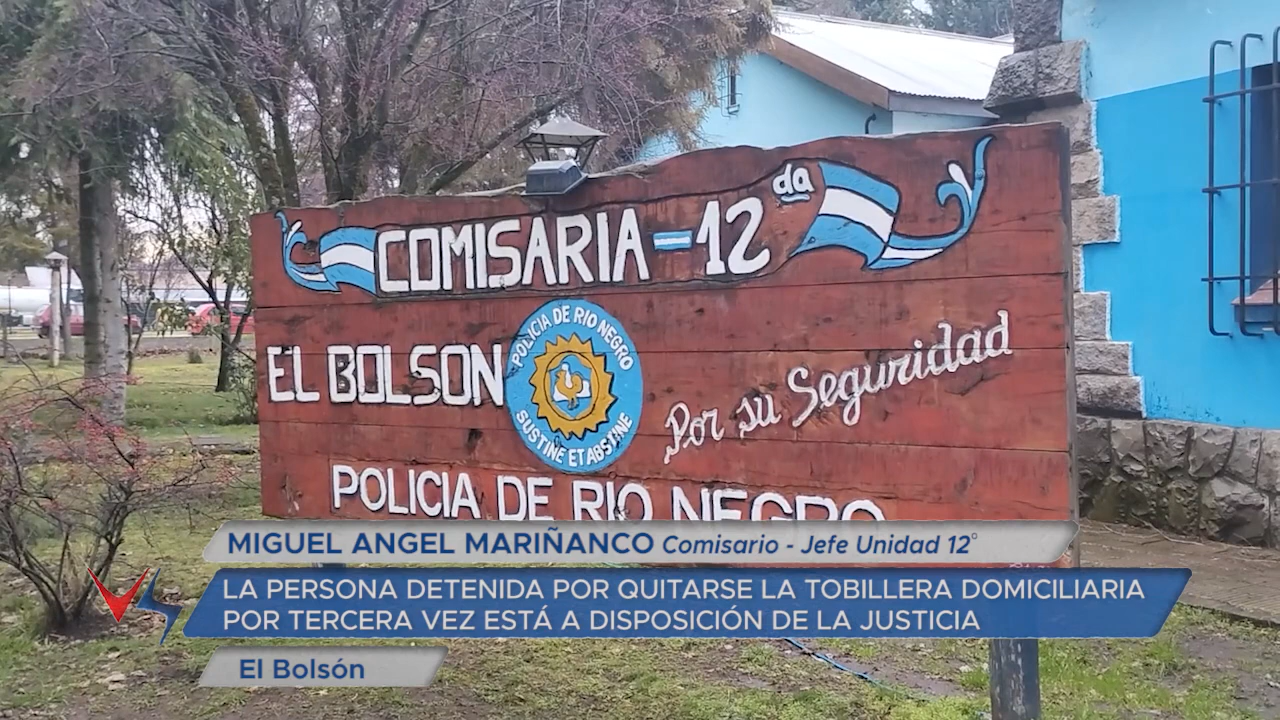 COMISARIA - 12 da
EL BOLSON
POLICIA DE RIO NEGRO
SUSTINE ET ABSTINE
Por su Seguridad
POLICIA DE RIO NEGRO
MIGUEL ANGEL MARIÑANCO Comisario - Jefe Unidad 12°
LA PERSONA DETENIDA POR QUITARSE LA TOBILLERA DOMICILIARIA
POR TERCERA VEZ ESTÁ A DISPOSICIÓN DE LA JUSTICIA
El Bolsón